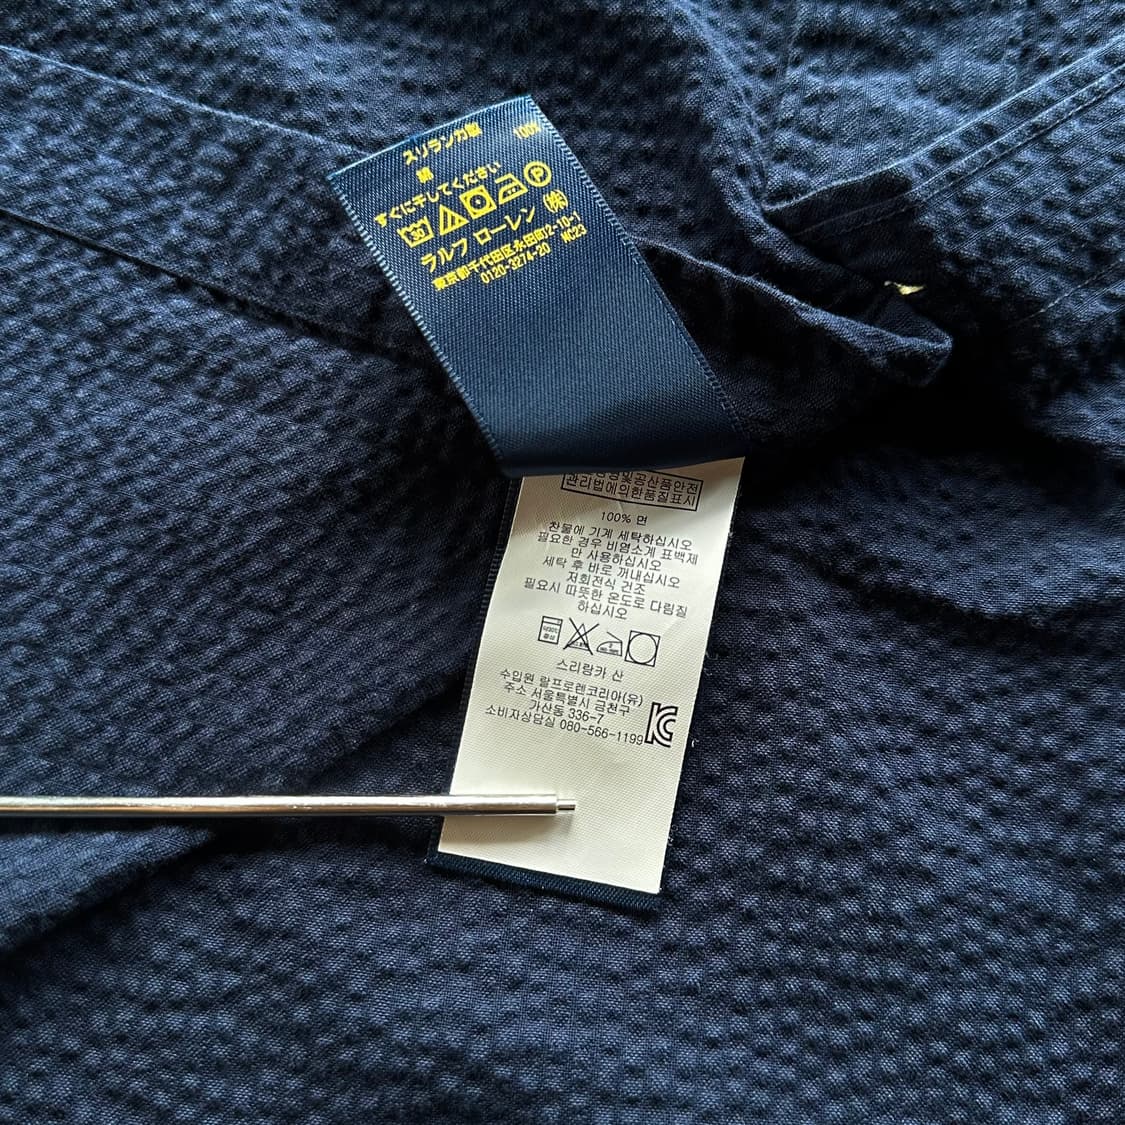 スリランカ製
綿 100%
すぐに干してください
30 P
ラルフ ローレン (株)
東京都千代田区永田町2-10-1
0120-3274-20 NC23
관리법에의한품질표시
100% 면
찬물에 기계 세탁하십시오
필요한 경우 비염소계 표백제
만 사용하십시오
세탁 후 바로 꺼내십시오
저회전식 건조
필요시 따뜻한 온도로 다림질
하십시오
스리랑카 산
수입원 랄프로렌코리아(유)
주소 서울특별시 금천구
가산동 336-7
소비자상담실 080-566-1199